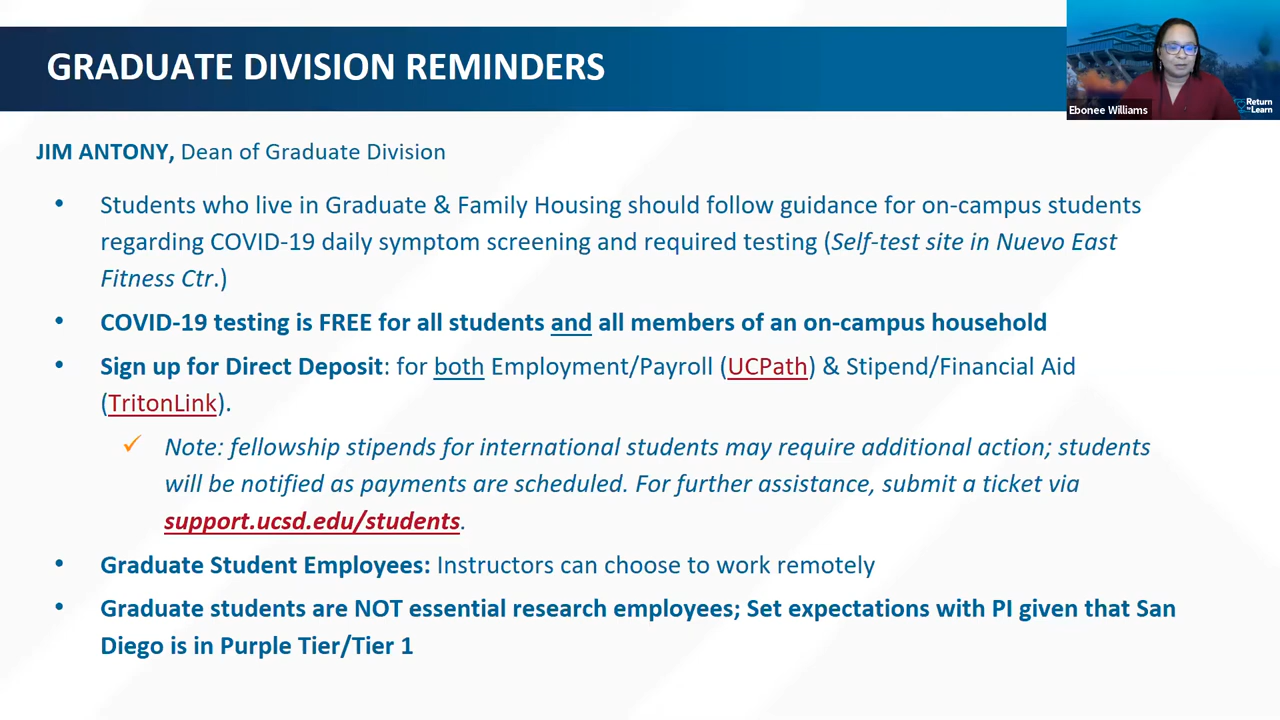 GRADUATE DIVISION REMINDERS
Ebonee Williams
Return
to Learn
JIM ANTONY, Dean of Graduate Division
• Students who live in Graduate & Family Housing should follow guidance for on-campus students
regarding COVID-19 daily symptom screening and required testing (Self-test site in Nuevo East
Fitness Ctr.)
• COVID-19 testing is FREE for all students and all members of an on-campus household
• Sign up for Direct Deposit: for both Employment/Payroll (UCPath) & Stipend/Financial Aid
(TritonLink).
✓ Note: fellowship stipends for international students may require additional action; students
will be notified as payments are scheduled. For further assistance, submit a ticket via
support.ucsd.edu/students.
• Graduate Student Employees: Instructors can choose to work remotely
• Graduate students are NOT essential research employees; Set expectations with PI given that San
Diego is in Purple Tier/Tier 1